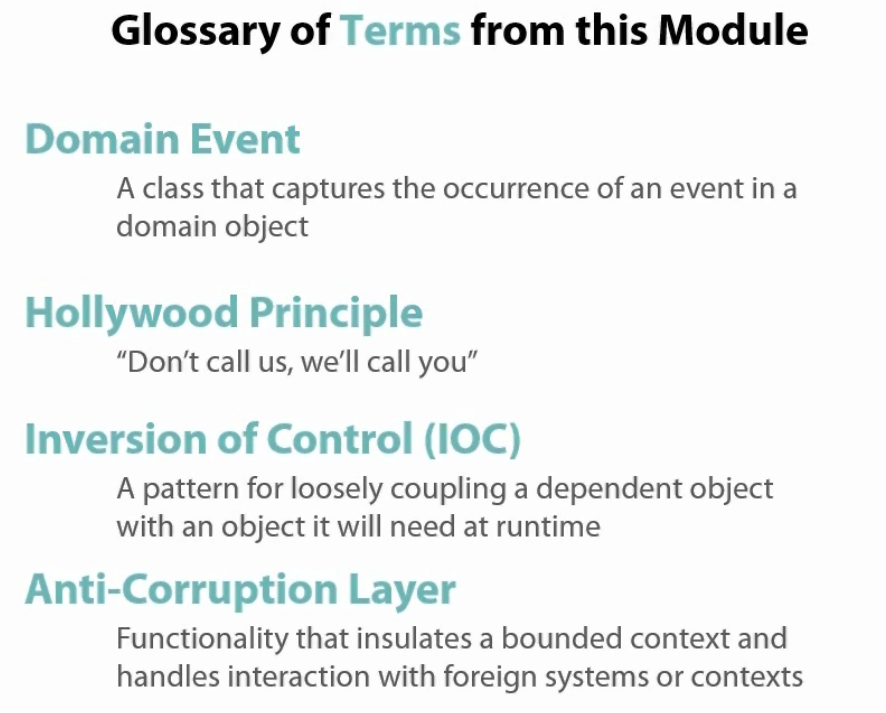 Glossary of Terms from this Module
Domain Event
A class that captures the occurrence of an event in a
domain object
Hollywood Principle
“Don’t call us, we’ll call you”
Inversion of Control (IOC)
A pattern for loosely coupling a dependent object
with an object it will need at runtime
Anti-Corruption Layer
Functionality that insulates a bounded context and
handles interaction with foreign systems or contexts